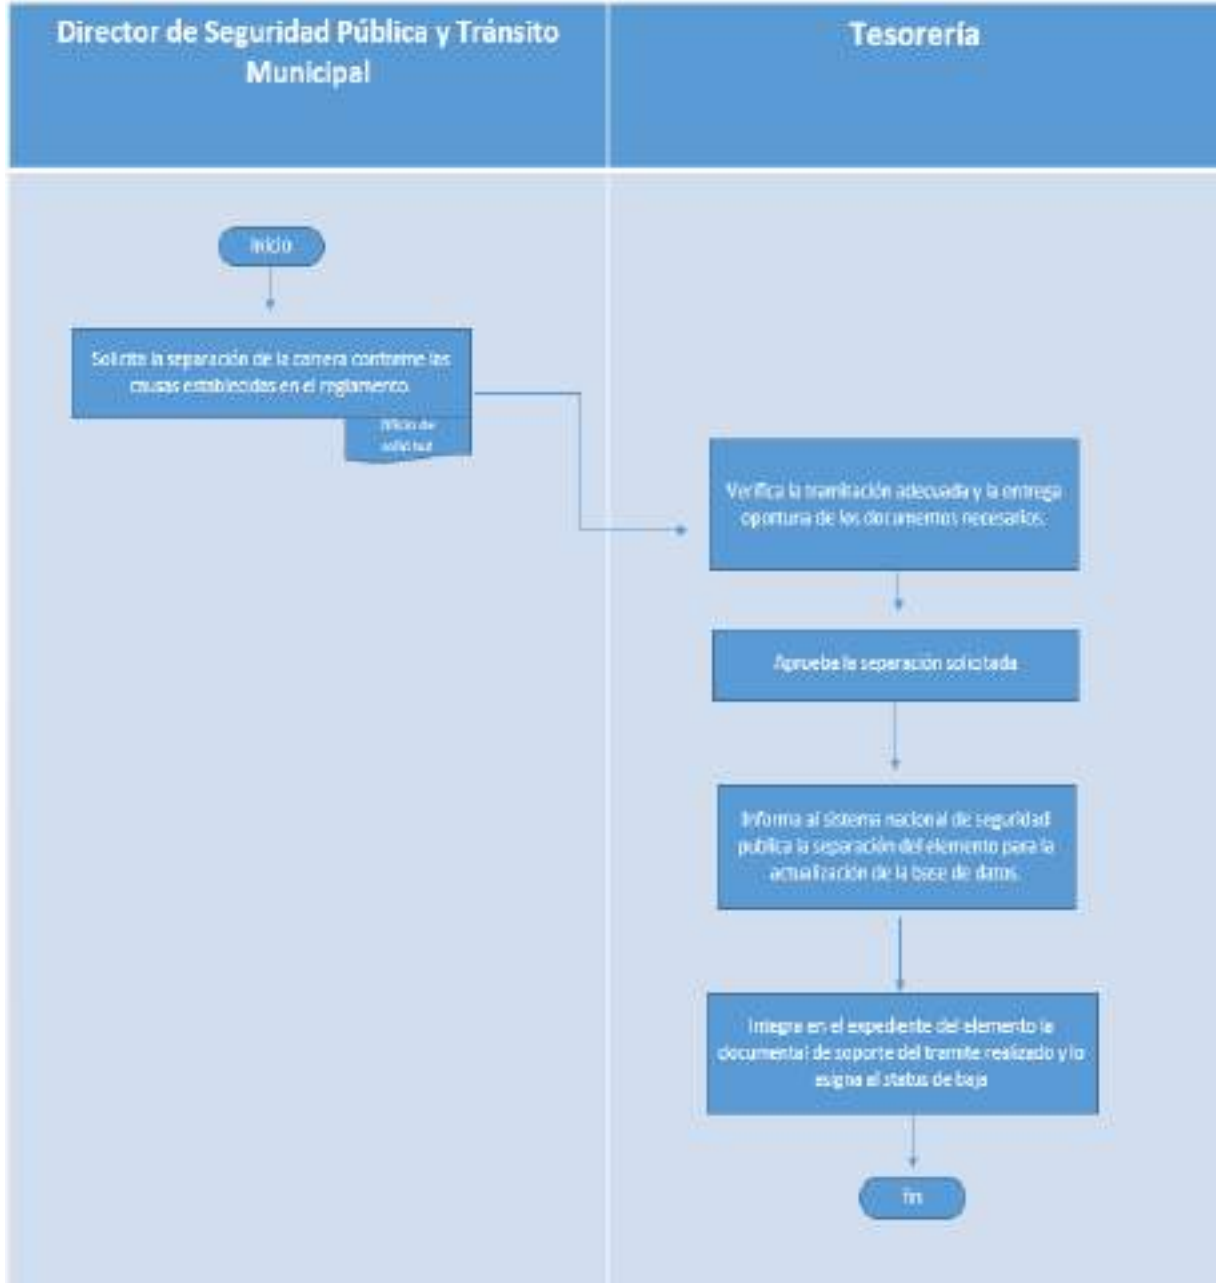 Director de Seguridad Pública y Tránsito
Municipal
Tesorería
Inicio
Solicita la separación de la carrera conforme las
causas establecidas en el reglamento.
Oficio de
solicitud
Verifica la tramitación adecuada y la entrega
oportuna de los documentos necesarios.
Aprueba la separación solicitada
Informa al sistema nacional de seguridad
publica la separación del elemento para la
actualización de la base de datos.
Integra en el expediente del elemento la
documental de soporte del tramite realizado y lo
asigna al status de baja
fin